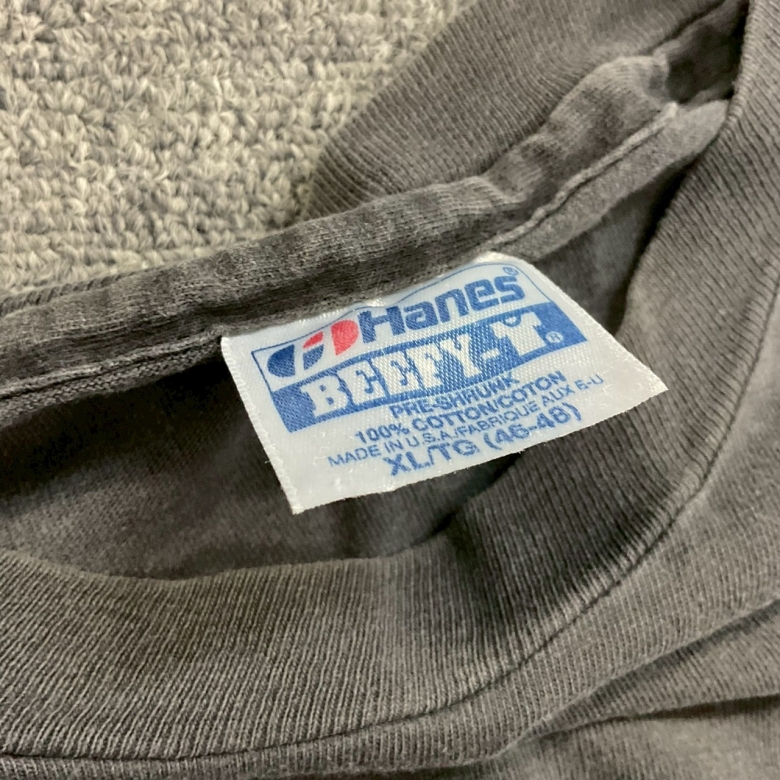 Hanes®
BEEFY-T®
PRE-SHRUNK
100% COTTON/COTON
MADE IN U.S.A./FABRIQUE AUX E-U
XL/TG (46-48)